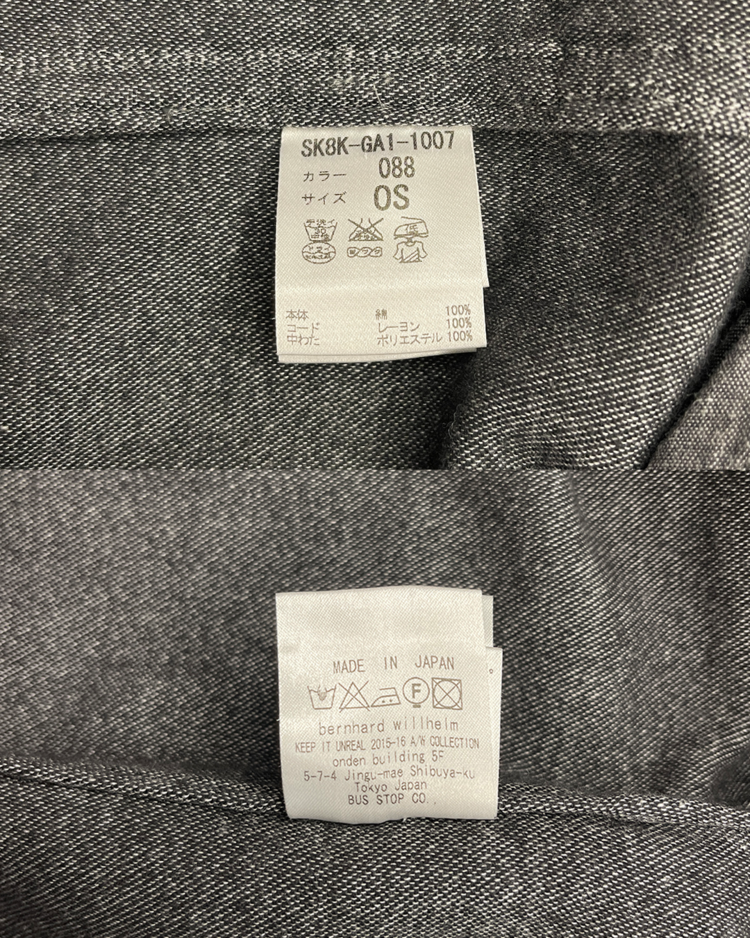 SK8K-GA1-1007
カラー 088
サイズ OS
本体 綿 100%
コード レーヨン 100%
中わた ポリエステル 100%
MADE IN JAPAN
F
bernhard willhelm
KEEP IT UNREAL 2015-16 A/W COLLECTION
onden building 5F
5-7-4 Jingu-mae Shibuya-ku
Tokyo Japan
BUS STOP CO.,